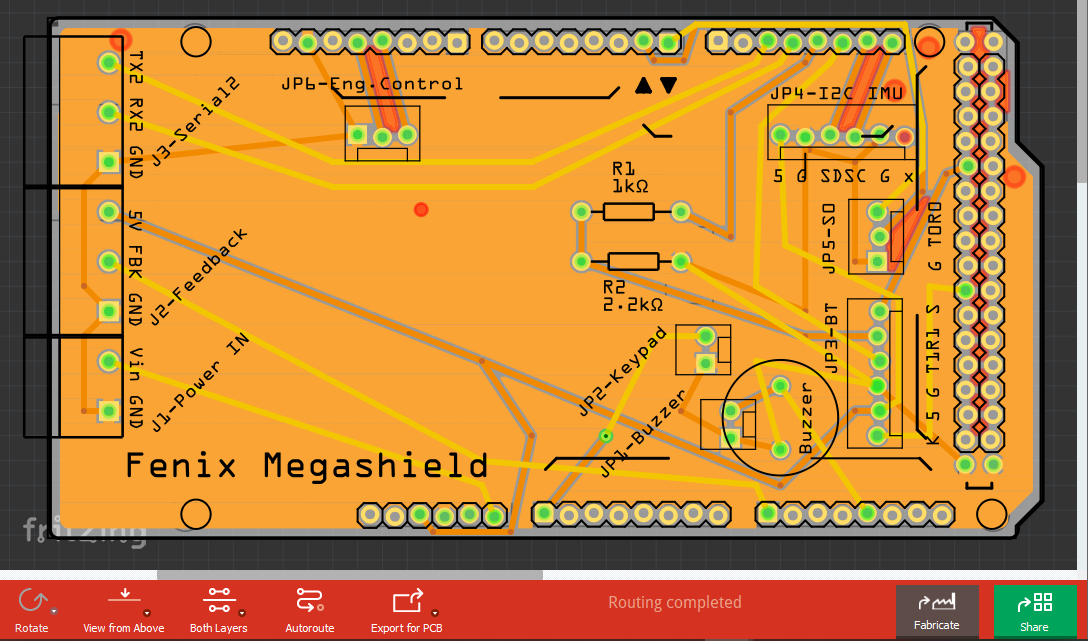 JP6-Eng.Control
JP4-I2C IMU
TX2 RX2 GND
J3-Serial2
5 G SDSC G x
R1
1kΩ
5V FBK GND
J2-Feedback
JP5-SO
G TORO
R2
2.2kΩ
JP3-BT
K 5 G T1R1 S
Vin GND
J1-Power IN
JP2-Keypad
JP1-Buzzer
Buzzer
Fenix Megashield
fritzing
Rotate
View from Above
Both Layers
Autoroute
Export for PCB
Routing completed
Fabricate
Share